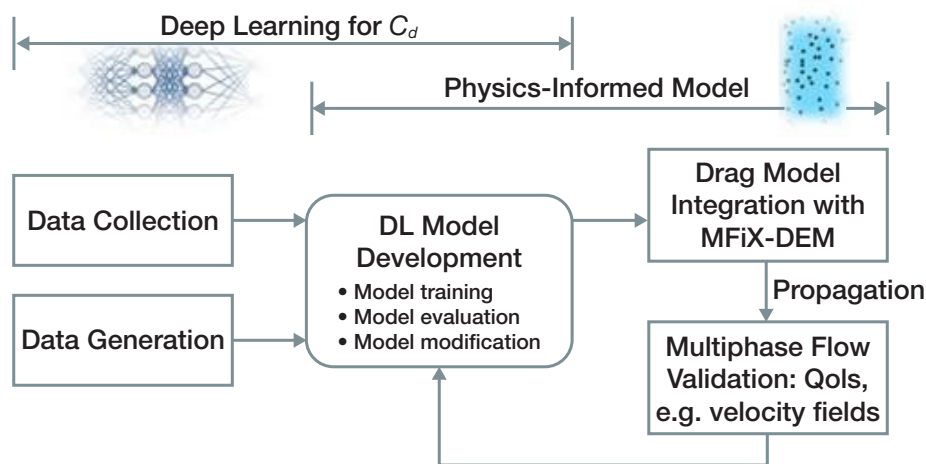 Deep Learning for C_d
Physics-Informed Model
Data Collection
Data Generation
DL Model
Development
• Model training
• Model evaluation
• Model modification
Drag Model
Integration with
MFiX-DEM
Propagation
Multiphase Flow
Validation: QoIs,
e.g. velocity fields